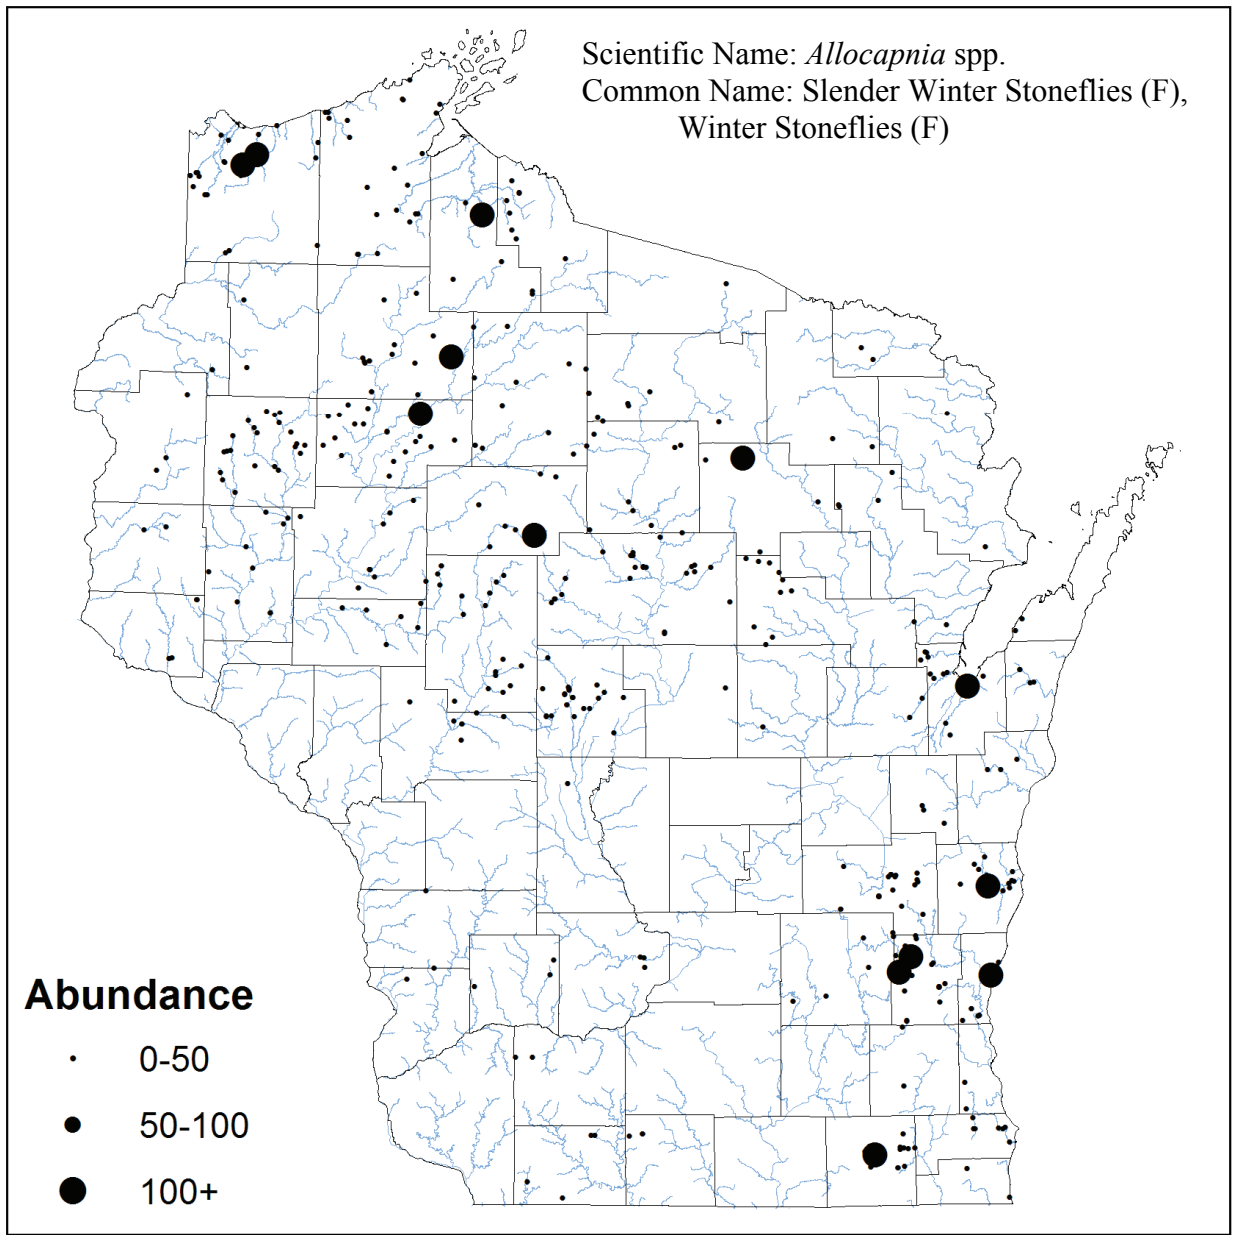 Scientific Name: Allocapnia spp.
Common Name: Slender Winter Stoneflies (F),
Winter Stoneflies (F)
Abundance
0-50
50-100
100+